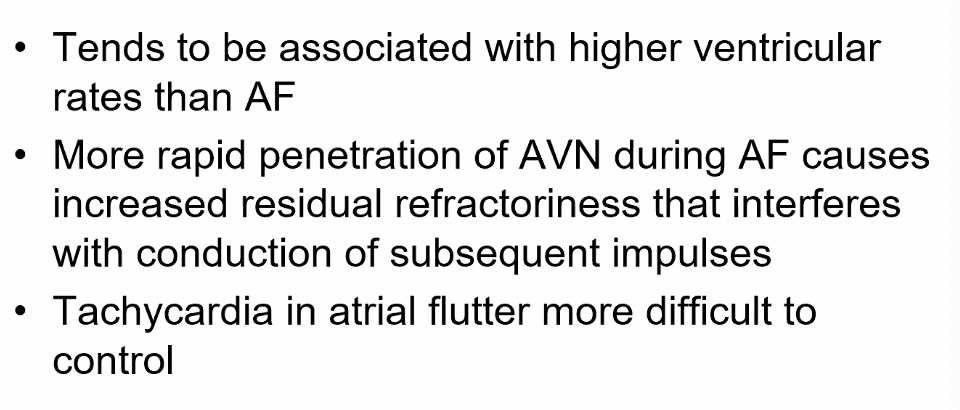 • Tends to be associated with higher ventricular
rates than AF
• More rapid penetration of AVN during AF causes
increased residual refractoriness that interferes
with conduction of subsequent impulses
• Tachycardia in atrial flutter more difficult to
control